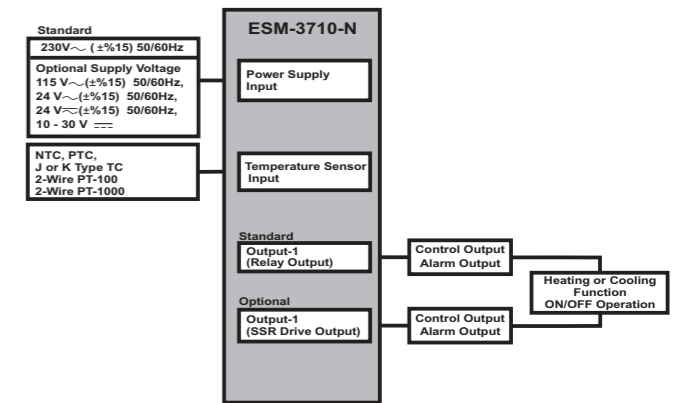 Standard
230V～ ( ±%15) 50/60Hz
Optional Supply Voltage
115 V～(±%15) 50/60Hz,
24 V～(±%15) 50/60Hz,
24 V⏦(±%15) 50/60Hz,
10 - 30 V ⎓
NTC, PTC,
J or K Type TC
2-Wire PT-100
2-Wire PT-1000
ESM-3710-N
Power Supply
Input
Temperature Sensor
Input
Standard
Output-1
(Relay Output)
Optional
Output-1
(SSR Drive Output)
Control Output
Alarm Output
Control Output
Alarm Output
Heating or Cooling
Function
ON/OFF Operation